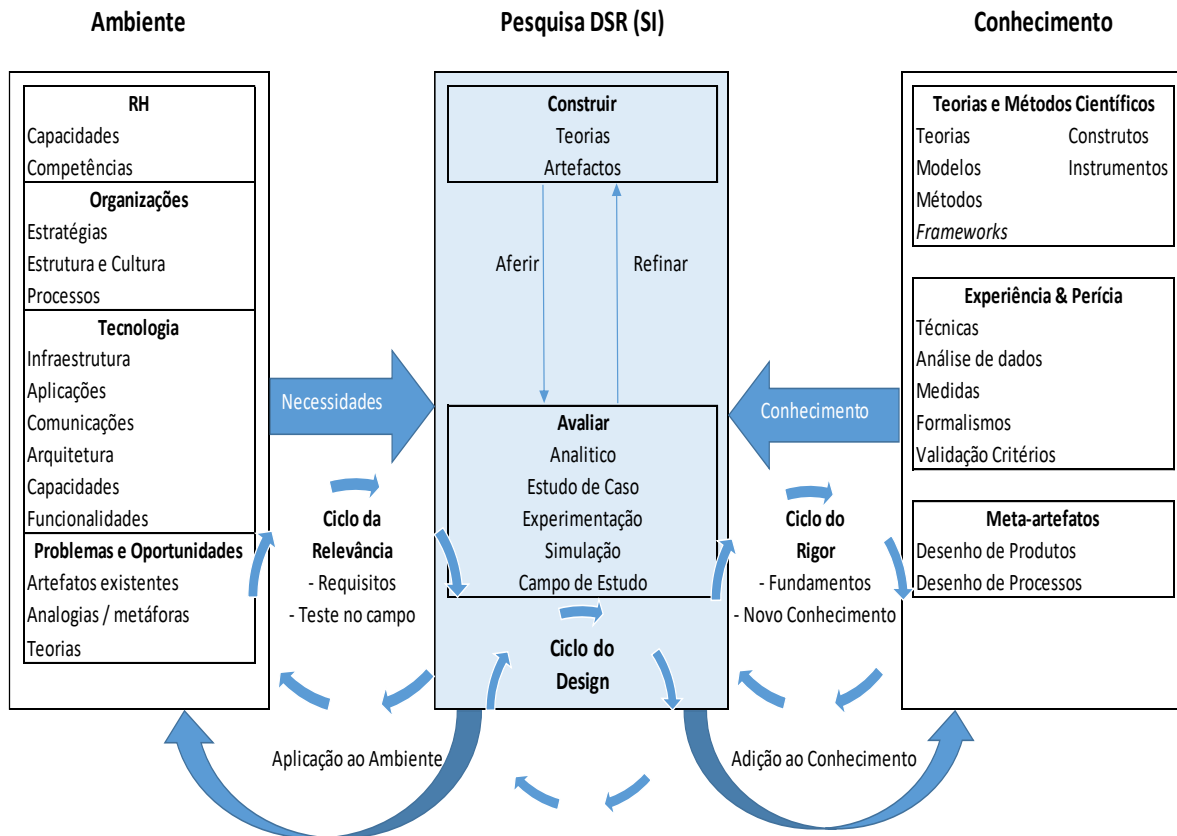 Ambiente
Pesquisa DSR (SI)
Conhecimento
RH
Capacidades
Competências
Organizações
Estratégias
Estrutura e Cultura
Processos
Tecnologia
Infraestrutura
Aplicações
Comunicações
Arquitetura
Capacidades
Funcionalidades
Problemas e Oportunidades
Artefatos existentes
Analogias / metáforas
Teorias
Necessidades
Ciclo da
Relevância
- Requisitos
- Teste no campo
Aplicação ao Ambiente
Construir
Teorias
Artefactos
Aferir
Refinar
Avaliar
Analitico
Estudo de Caso
Experimentação
Simulação
Campo de Estudo
Ciclo do
Design
Conhecimento
Ciclo do
Rigor
- Fundamentos
- Novo Conhecimento
Adição ao Conhecimento
Teorias e Métodos Científicos
Teorias Construtos
Modelos Instrumentos
Métodos
Frameworks
Experiência & Perícia
Técnicas
Análise de dados
Medidas
Formalismos
Validação Critérios
Meta-artefatos
Desenho de Produtos
Desenho de Processos